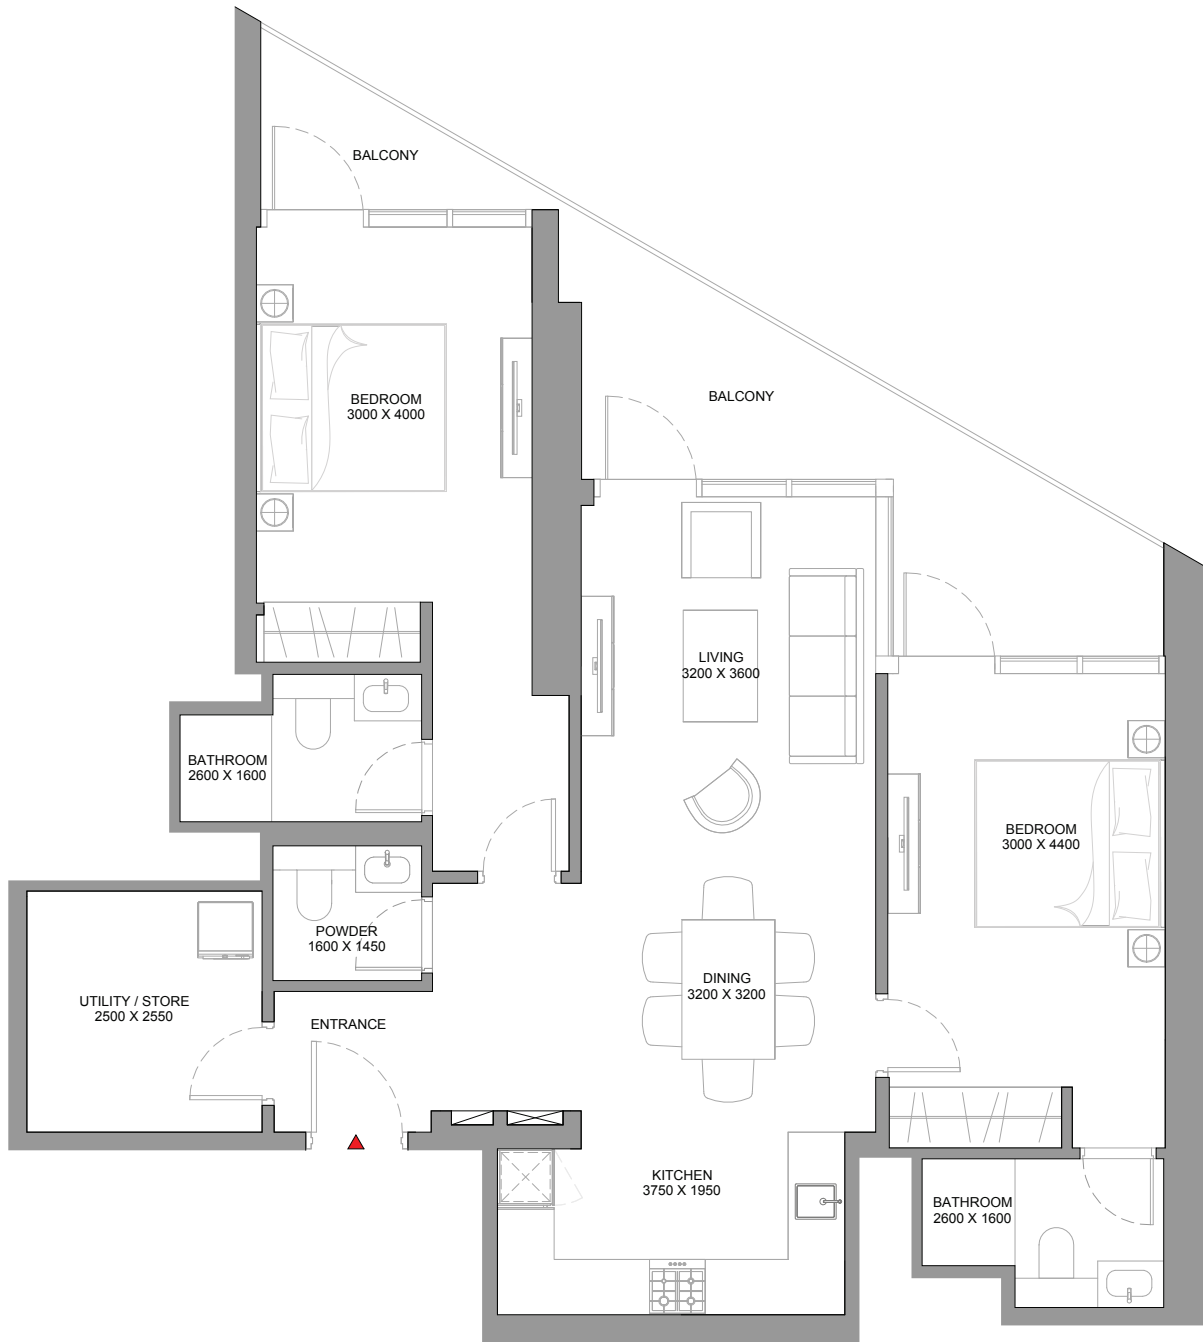 BALCONY
BEDROOM
3000 X 4000
BALCONY
LIVING
3200 X 3600
BATHROOM
2600 X 1600
BEDROOM
3000 X 4400
POWDER
1600 X 1450
DINING
3200 X 3200
UTILITY / STORE
2500 X 2550
ENTRANCE
KITCHEN
3750 X 1950
BATHROOM
2600 X 1600